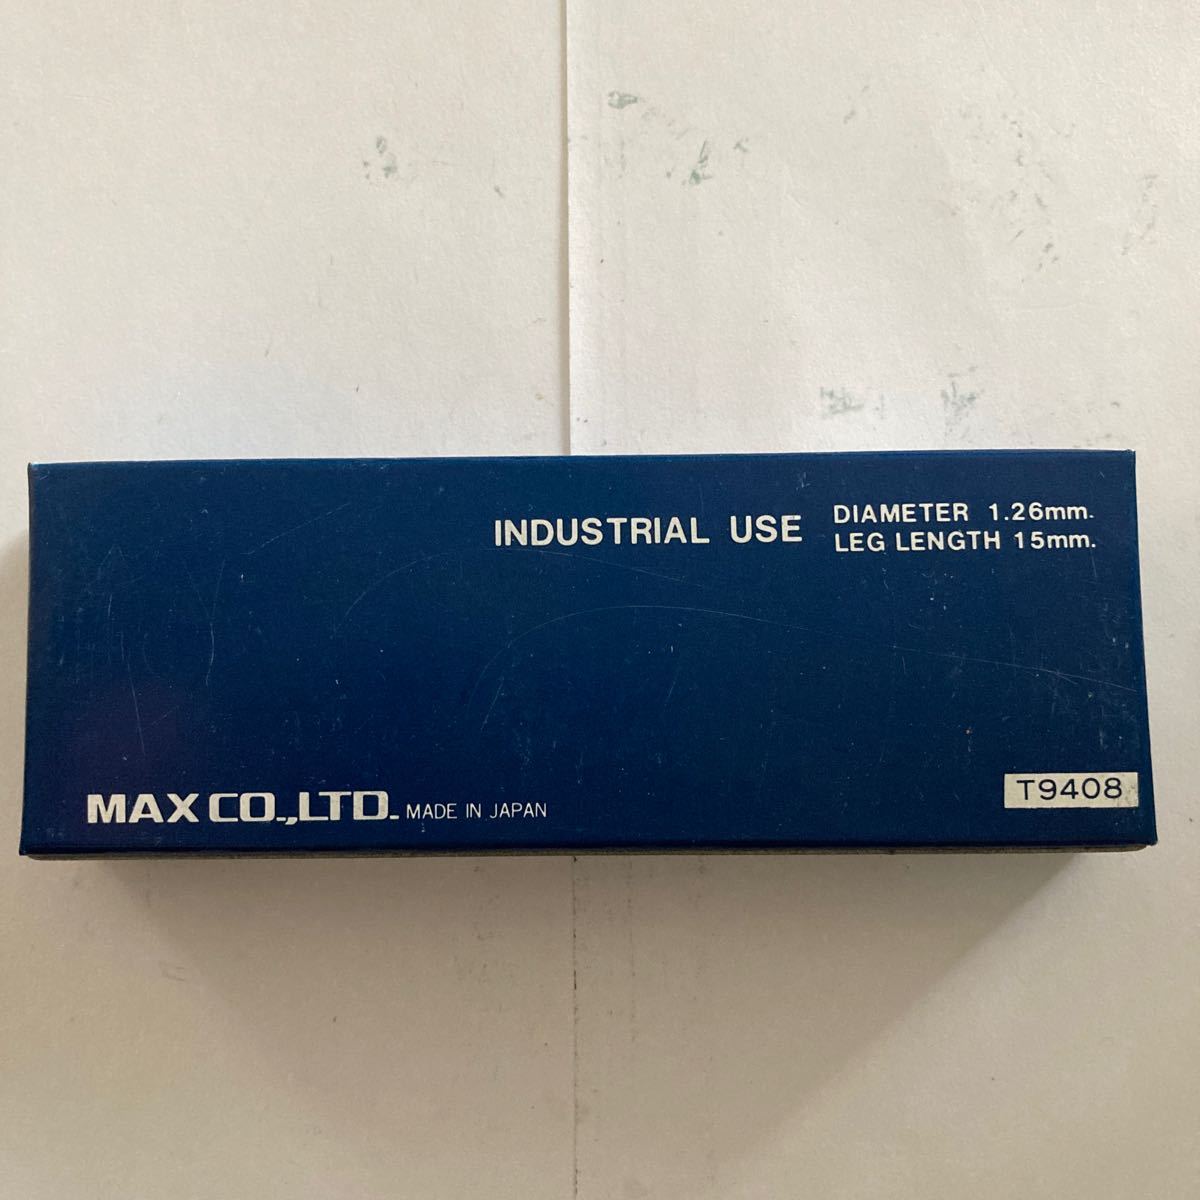 INDUSTRIAL USE
DIAMETER 1.26mm.
LEG LENGTH 15mm.
MAX CO.,LTD. MADE IN JAPAN
T9408